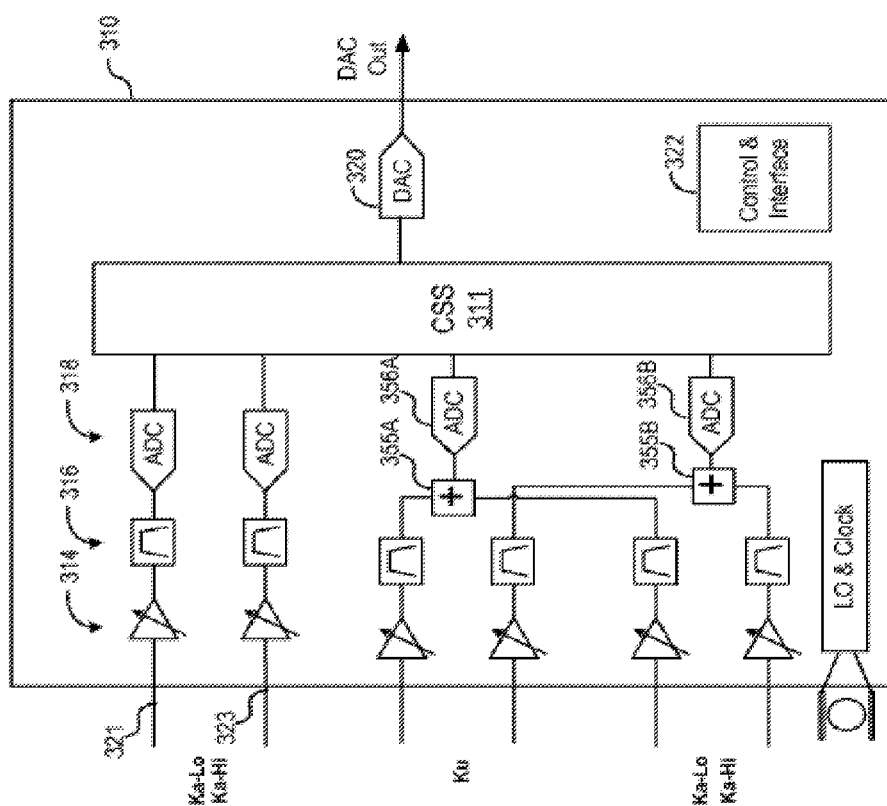 310
DAC
Out
320
DAC
322
Control &
Interface
CSS
311
318
316
314
ADC
ADC
356A
ADC
355A
+
356B
ADC
355B
+
LO & Clock
321
323
Ka-Lo
Ka-Hi
Ku
Ka-Lo
Ka-Hi